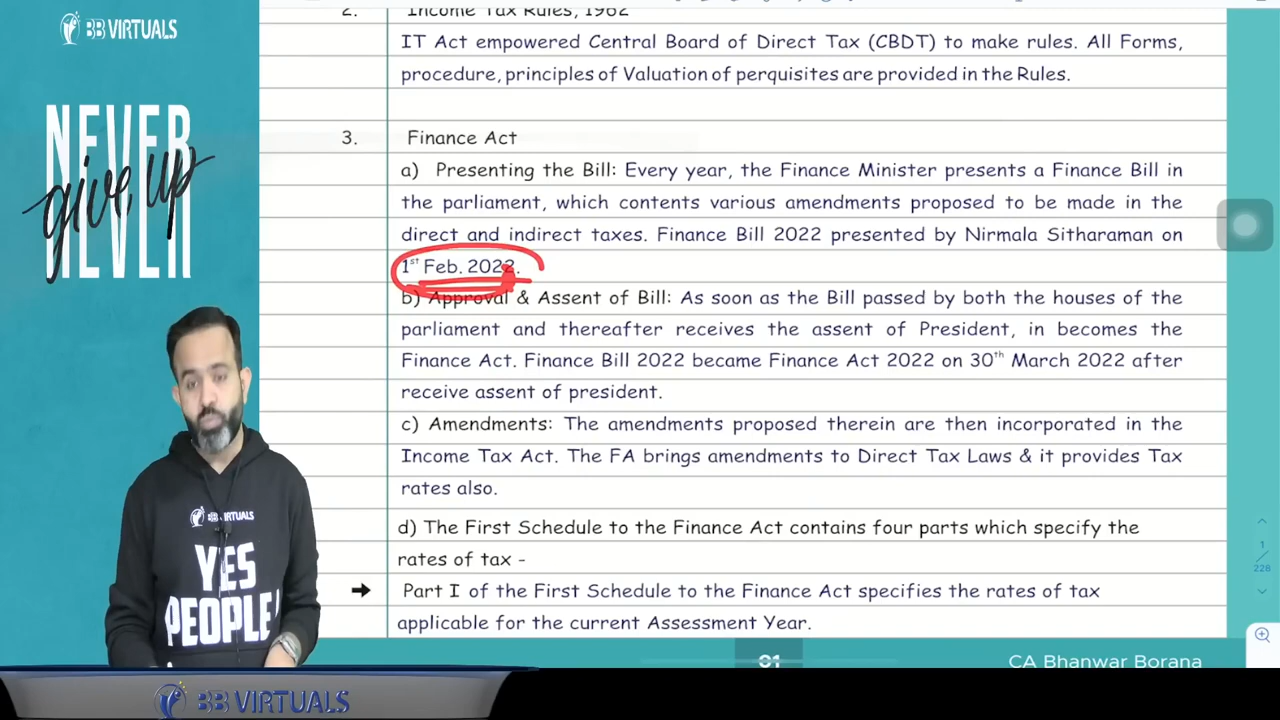 BB VIRTUALS
NEVER
give up
NEVER
2. Income Tax Rules, 1962
IT Act empowered Central Board of Direct Tax (CBDT) to make rules. All Forms,
procedure, principles of Valuation of perquisites are provided in the Rules.
3. Finance Act
a) Presenting the Bill: Every year, the Finance Minister presents a Finance Bill in
the parliament, which contents various amendments proposed to be made in the
direct and indirect taxes. Finance Bill 2022 presented by Nirmala Sitharaman on
1st Feb. 2022.
b) Approval & Assent of Bill: As soon as the Bill passed by both the houses of the
parliament and thereafter receives the assent of President, in becomes the
Finance Act. Finance Bill 2022 became Finance Act 2022 on 30th March 2022 after
receive assent of president.
c) Amendments: The amendments proposed therein are then incorporated in the
Income Tax Act. The FA brings amendments to Direct Tax Laws & it provides Tax
rates also.
d) The First Schedule to the Finance Act contains four parts which specify the
rates of tax -
➔ Part I of the First Schedule to the Finance Act specifies the rates of tax
applicable for the current Assessment Year.
1
/
228
01
CA Bhanwar Borana
BB VIRTUALS
YES
PEOPLE!
BB VIRTUALS